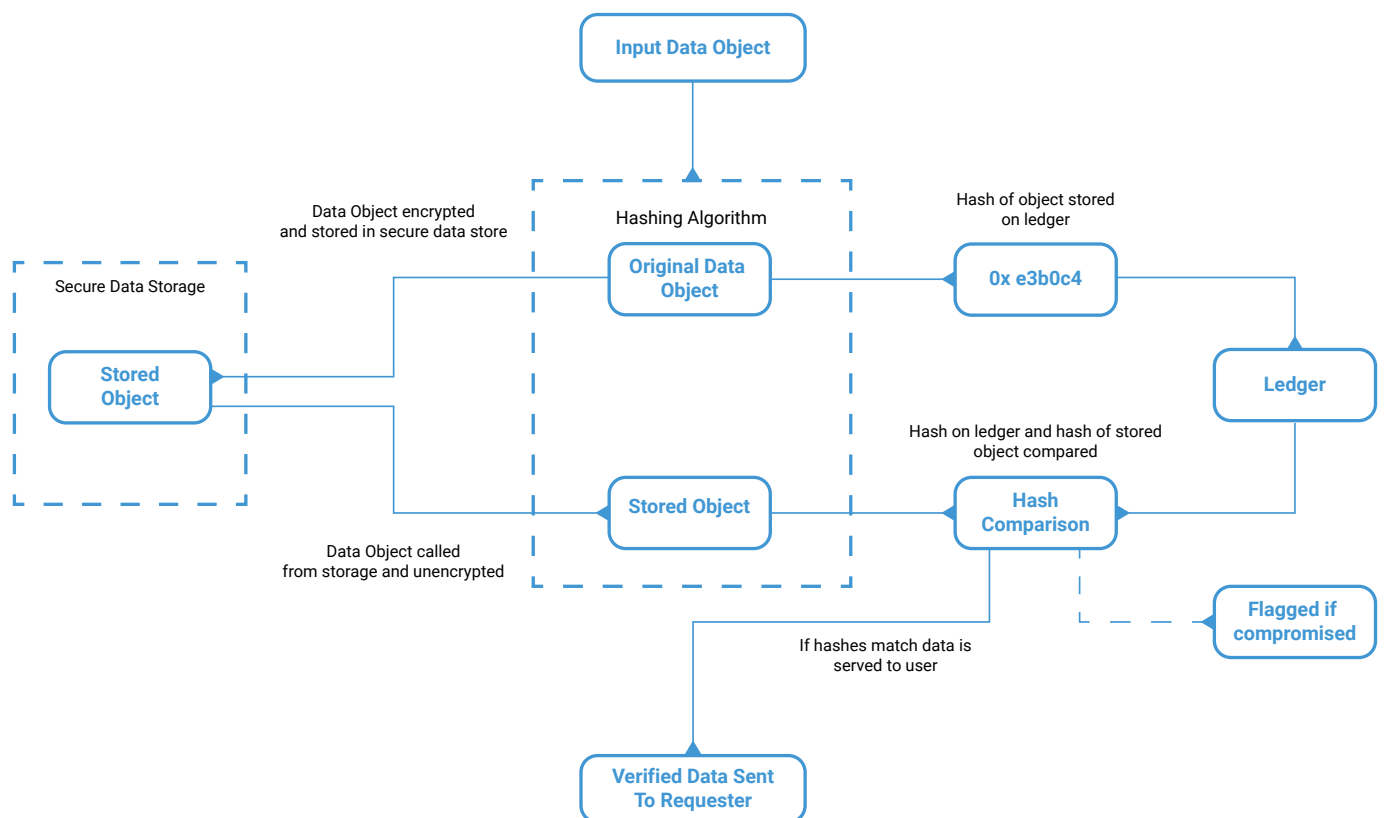 Input Data Object
Data Object encrypted
and stored in secure data store
Hashing Algorithm
Hash of object stored
on ledger
Secure Data Storage
Original Data
Object
0x e3b0c4
Stored
Object
Ledger
Hash on ledger and hash of stored
object compared
Stored Object
Hash
Comparison
Data Object called
from storage and unencrypted
Flagged if
compromised
If hashes match data is
served to user
Verified Data Sent
To Requester